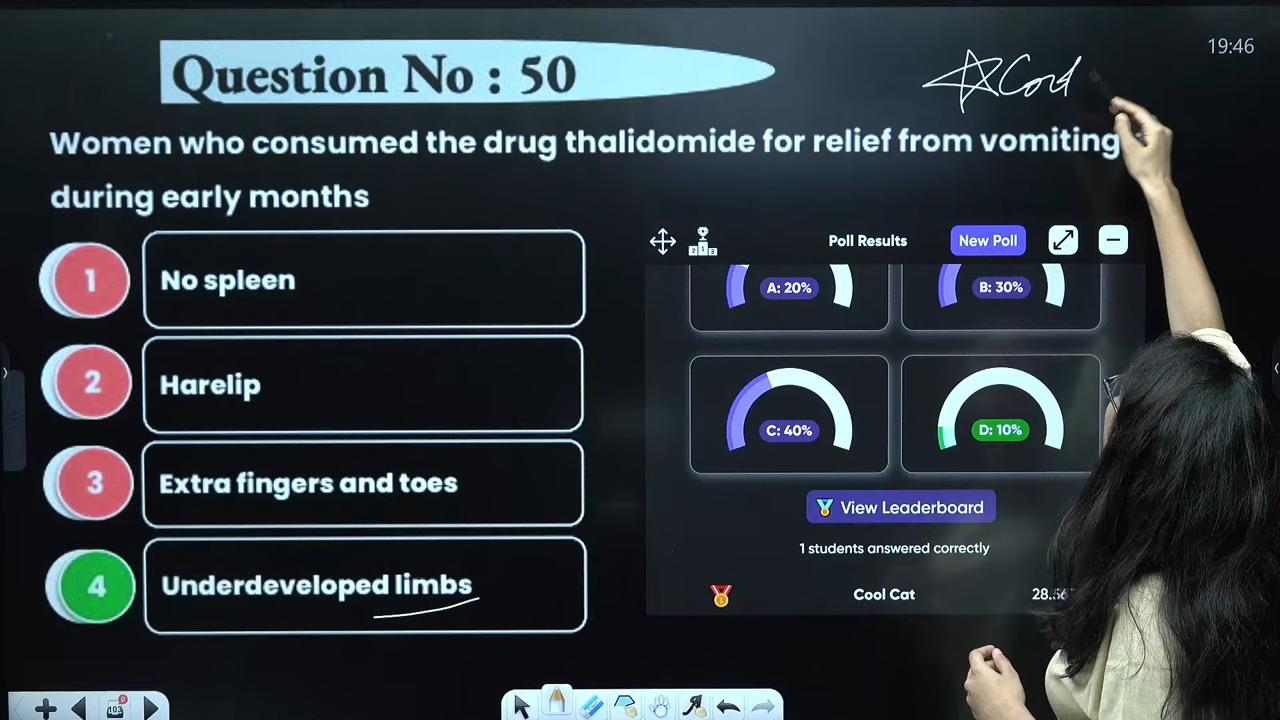 19:46
Question No : 50
Women who consumed the drug thalidomide for relief from vomiting
during early months
1 No spleen
2 Harelip
3 Extra fingers and toes
4 Underdeveloped limbs
Poll Results New Poll
A: 20% B: 30%
C: 40% D: 10%
View Leaderboard
1 students answered correctly
1 Cool Cat
103